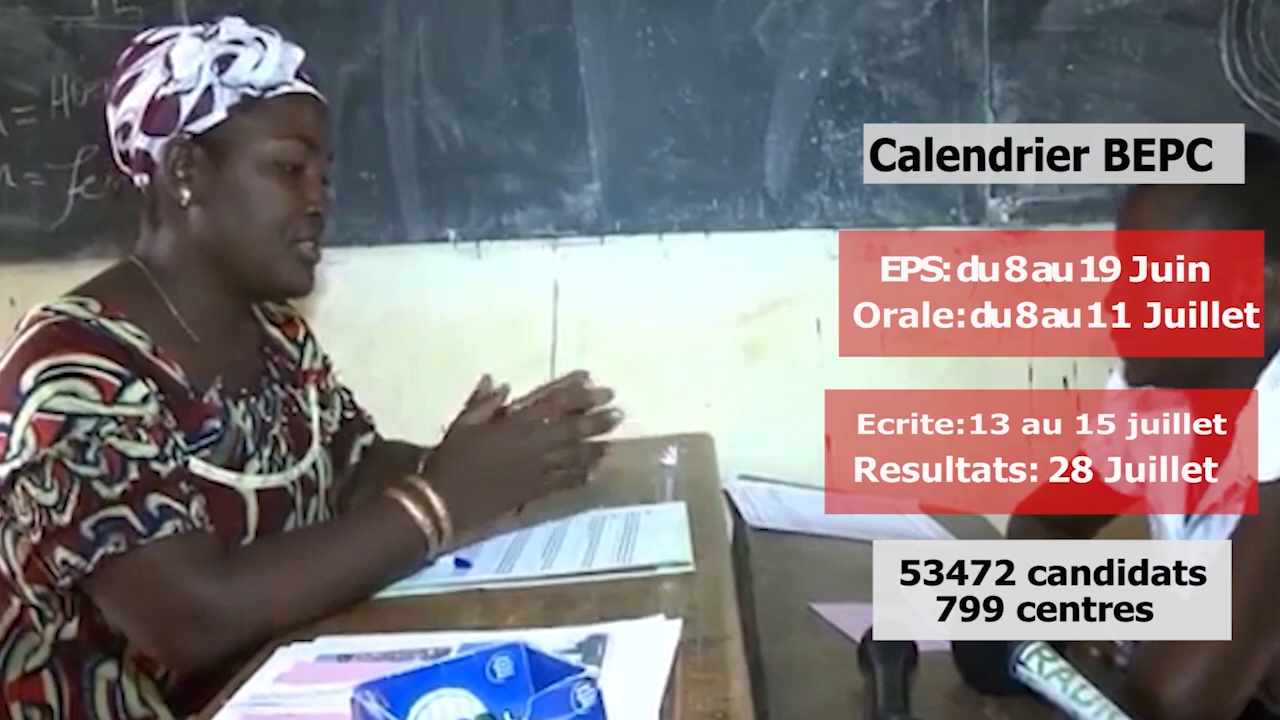 Calendrier BEPC
EPS: du 8 au 19 Juin
Orale: du 8 au 11 Juillet
Ecrite:13 au 15 juillet
Resultats: 28 Juillet
53472 candidats
799 centres